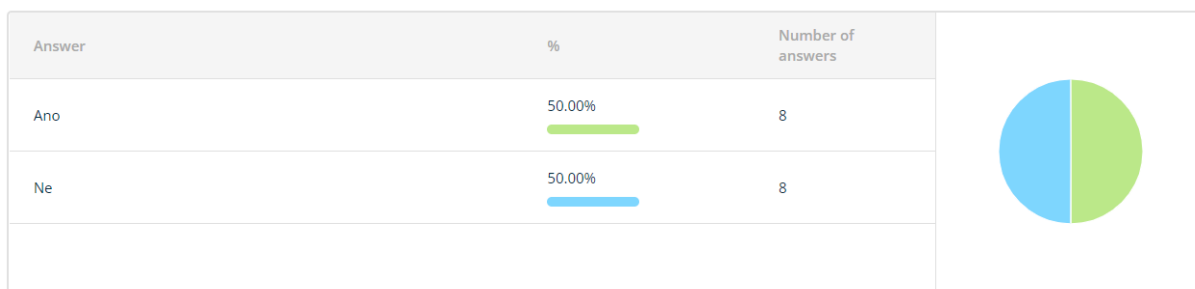 Answer % Number of
answers
Ano 50.00% 8
Ne 50.00% 8